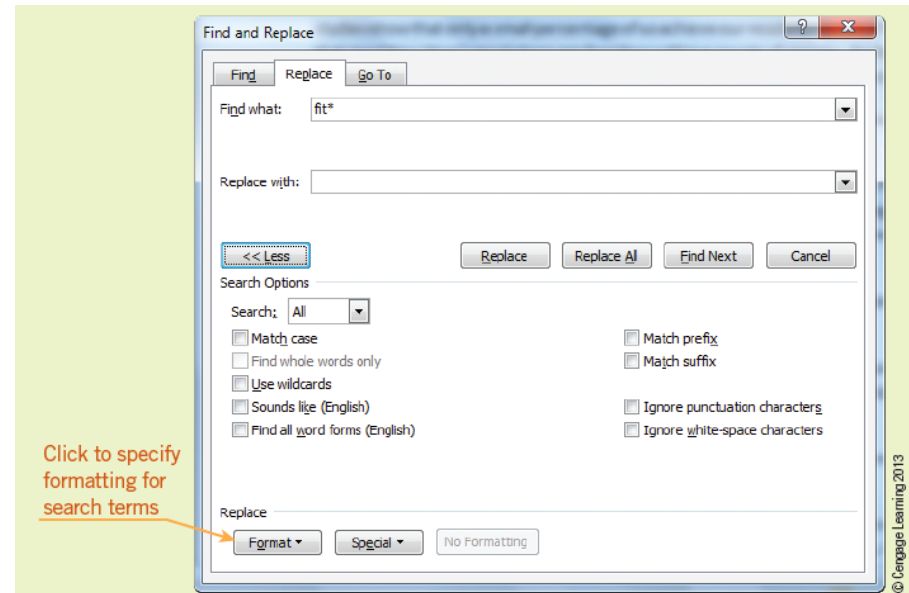 Find and Replace
Find Replace Go To
Find what: fit*
Replace with:
<< Less Replace Replace All Find Next Cancel
Search Options
Search: All
Match case Match prefix
Find whole words only Match suffix
Use wildcards
Sounds like (English) Ignore punctuation characters
Find all word forms (English) Ignore white-space characters
Click to specify
formatting for
search terms
Replace
Format Special No Formatting
© Cengage Learning 2013